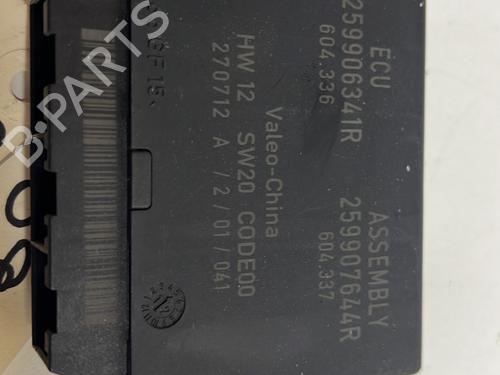 ECU
259906341R
604.336
ASSEMBLY
259907644R
604.337
Valeo-China
HW 12 SW20 CODE00
270712 A / 2 / 01 / 041
B-Parts